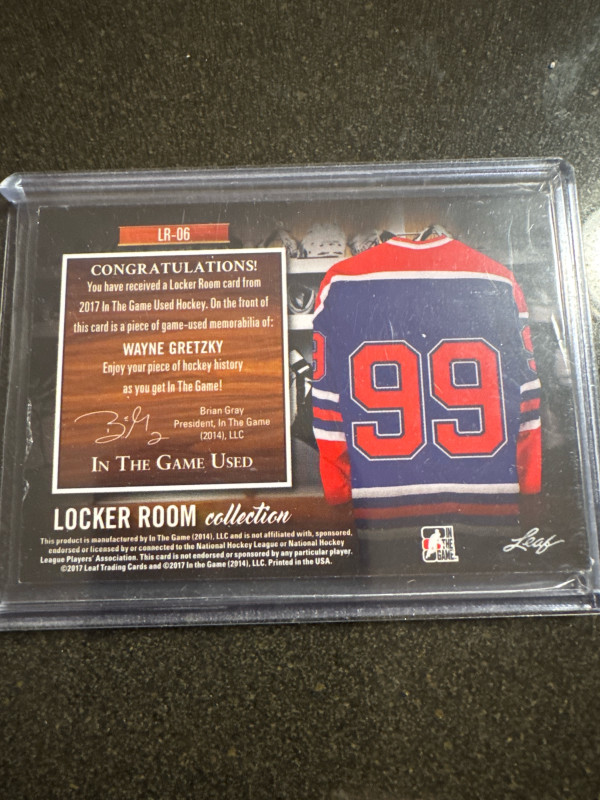 LR-06
CONGRATULATIONS!
You have received a Locker Room card from
2017 In The Game Used Hockey. On the front of
this card is a piece of game-used memorabilia of:
WAYNE GRETZKY
Enjoy your piece of hockey history
as you get In The Game!
Brian Gray
President, In The Game
(2014), LLC
IN THE GAME USED
99
LOCKER ROOM collection
This product is manufactured by In The Game (2014), LLC and is not affiliated with, sponsored,
endorsed or licensed by or connected to the National Hockey League or National Hockey
League Players' Association. This card is not endorsed or sponsored by any particular player.
©2017 Leaf Trading Cards and ©2017 In the Game (2014), LLC. Printed in the USA.
IN
THE
GAME
Leaf